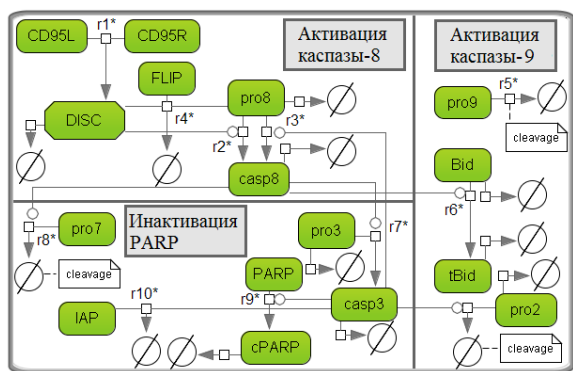 r1*
CD95L
CD95R
Активация
каспазы-8
Активация
каспазы-9
FLIP
pro8
pro9
r5*
DISC
r4*
r3*
r2*
cleavage
casp8
Bid
r6*
Инактивация
PARP
r7*
pro7
r8*
pro3
cleavage
PARP
tBid
r9*
casp3
pro2
IAP
r10*
cPARP
cleavage